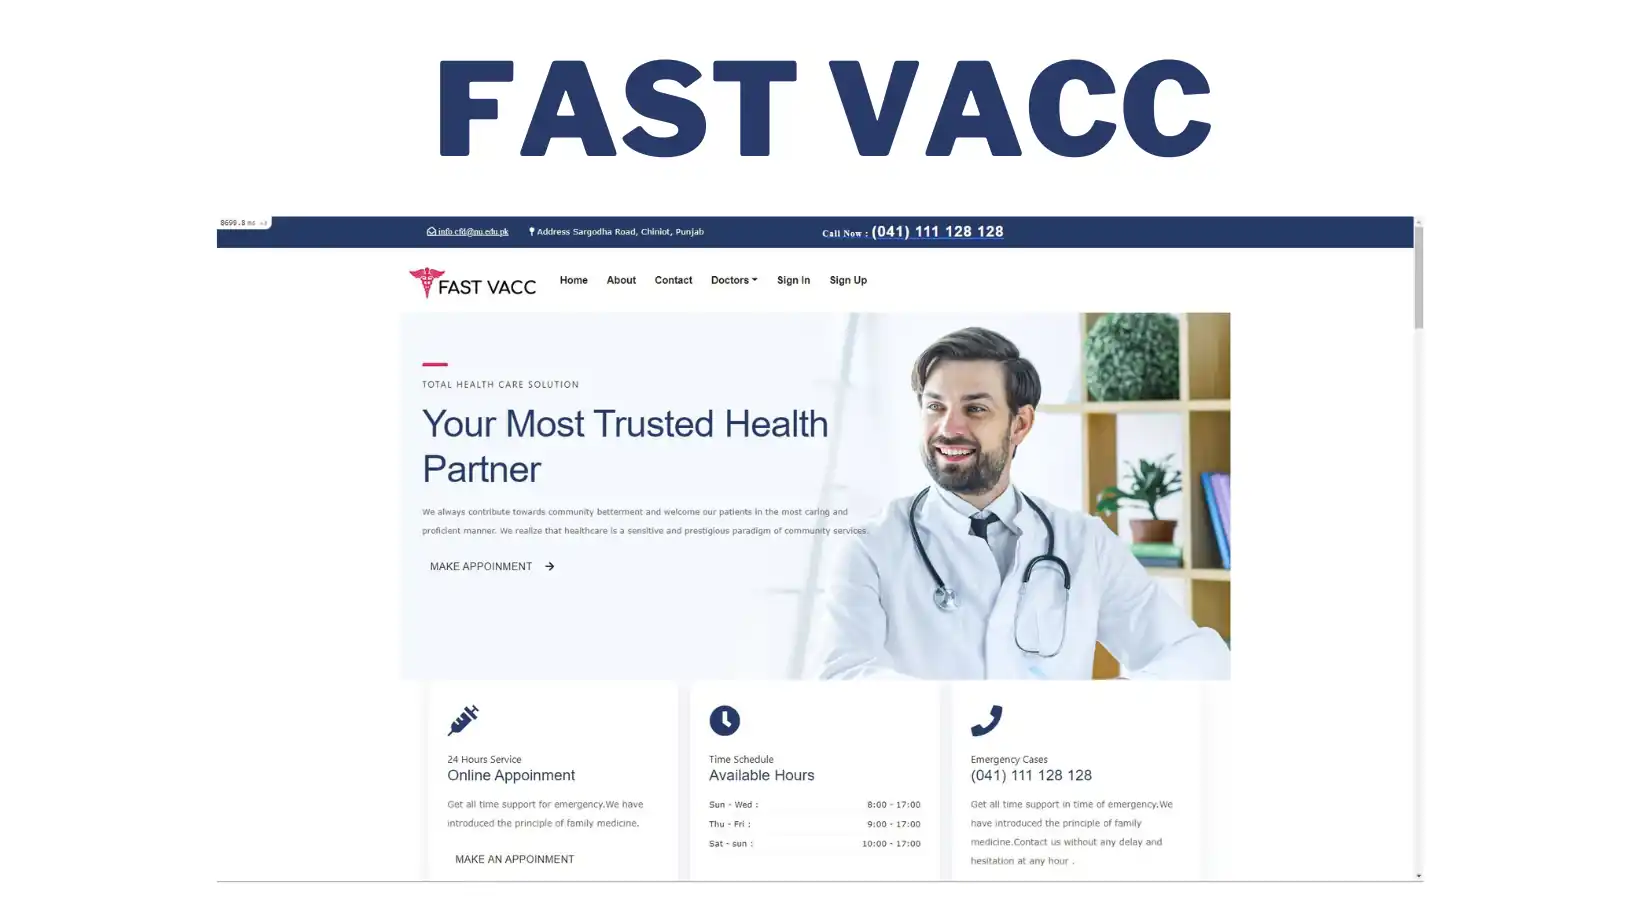 FAST VACC
8690.8 ms ×3
info.cfd@nu.edu.pk Address Sargodha Road, Chiniot, Punjab Call Now : (041) 111 128 128
FAST VACC Home About Contact Doctors Sign In Sign Up
TOTAL HEALTH CARE SOLUTION
Your Most Trusted Health
Partner
We always contribute towards community betterment and welcome our patients in the most caring and
proficient manner. We realize that healthcare is a sensitive and prestigious paradigm of community services.
MAKE APPOINMENT
24 Hours Service
Online Appoinment
Get all time support for emergency.We have
introduced the principle of family medicine.
MAKE AN APPOINMENT
Time Schedule
Available Hours
Sun - Wed : 8:00 - 17:00
Thu - Fri : 9:00 - 17:00
Sat - sun : 10:00 - 17:00
Emergency Cases
(041) 111 128 128
Get all time support in time of emergency.We
have introduced the principle of family
medicine.Contact us without any delay and
hesitation at any hour .